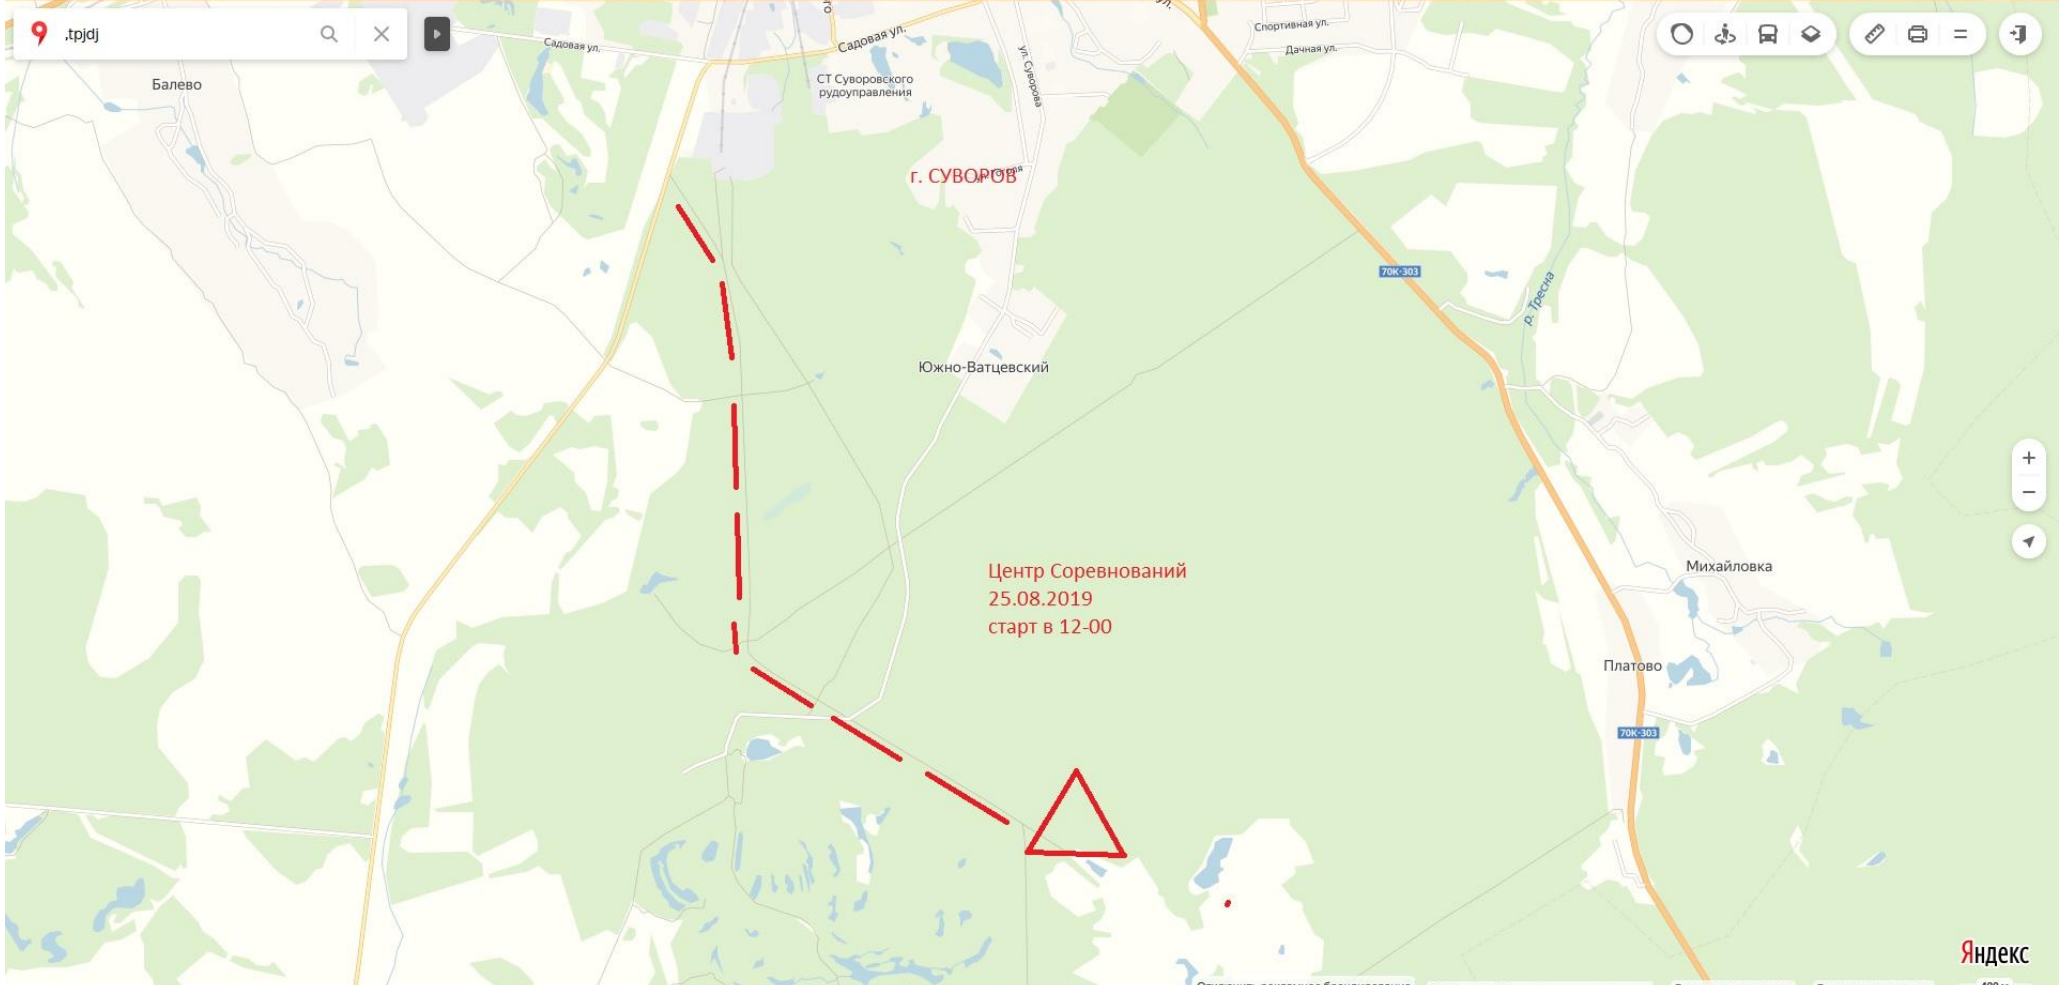 ,tpjdj
Садовая ул.
Садовая ул.
Спортивная ул.
Дачная ул.
ул. Суворова
Балево
СТ Суворовского
рудоуправления
г. СУВОРОВ
70К-303
р. Тресна
Южно-Ватцевский
Центр Соревнований
25.08.2019
старт в 12-00
Михайловка
Платово
70К-303
Яндекс